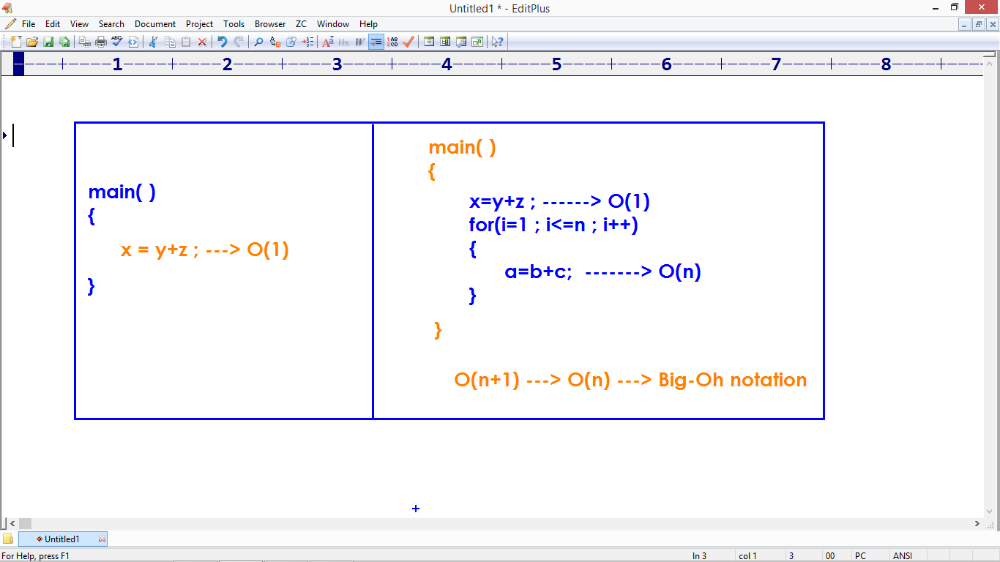 Untitled1 * - EditPlus
File Edit View Search Document Project Tools Browser ZC Window Help
1 2 3 4 5 6 7 8
main( )
{
x = y+z ; ---> O(1)
}
main( )
{
x=y+z ; ------> O(1)
for(i=1 ; i<=n ; i++)
{
a=b+c; -------> O(n)
}
}
O(n+1) ---> O(n) ---> Big-Oh notation
Untitled1
For Help, press F1 ln 3 col 1 3 00 PC ANSI